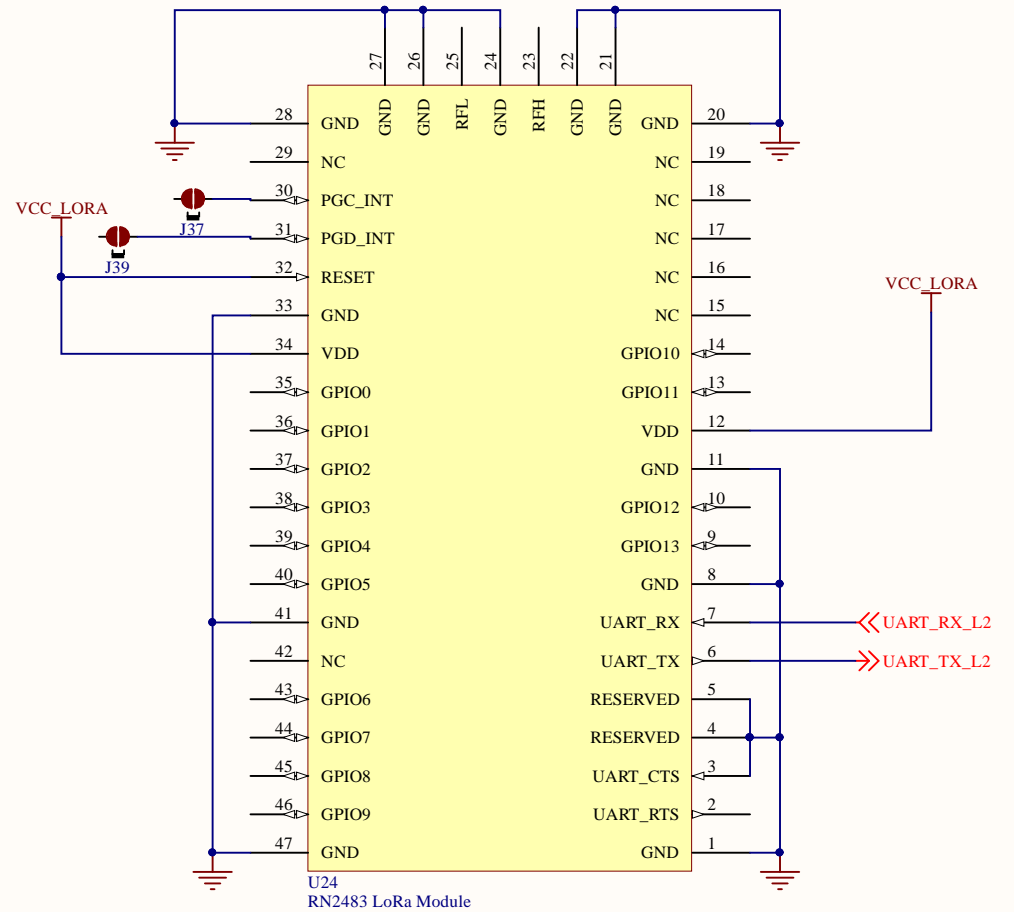 27
26
25
24
23
22
21
GND
GND
RFL
GND
RFH
GND
GND
28 GND GND 20
29 NC NC 19
30 PGC_INT NC 18
J37
VCC_LORA
31 PGD_INT NC 17
J39
32 RESET NC 16
VCC_LORA
33 GND NC 15
34 VDD GPIO10 14
35 GPIO0 GPIO11 13
36 GPIO1 VDD 12
37 GPIO2 GND 11
38 GPIO3 GPIO12 10
39 GPIO4 GPIO13 9
40 GPIO5 GND 8
41 GND UART_RX 7 UART_RX_L2
42 NC UART_TX 6 UART_TX_L2
43 GPIO6 RESERVED 5
44 GPIO7 RESERVED 4
45 GPIO8 UART_CTS 3
46 GPIO9 UART_RTS 2
47 GND GND 1
U24
RN2483 LoRa Module